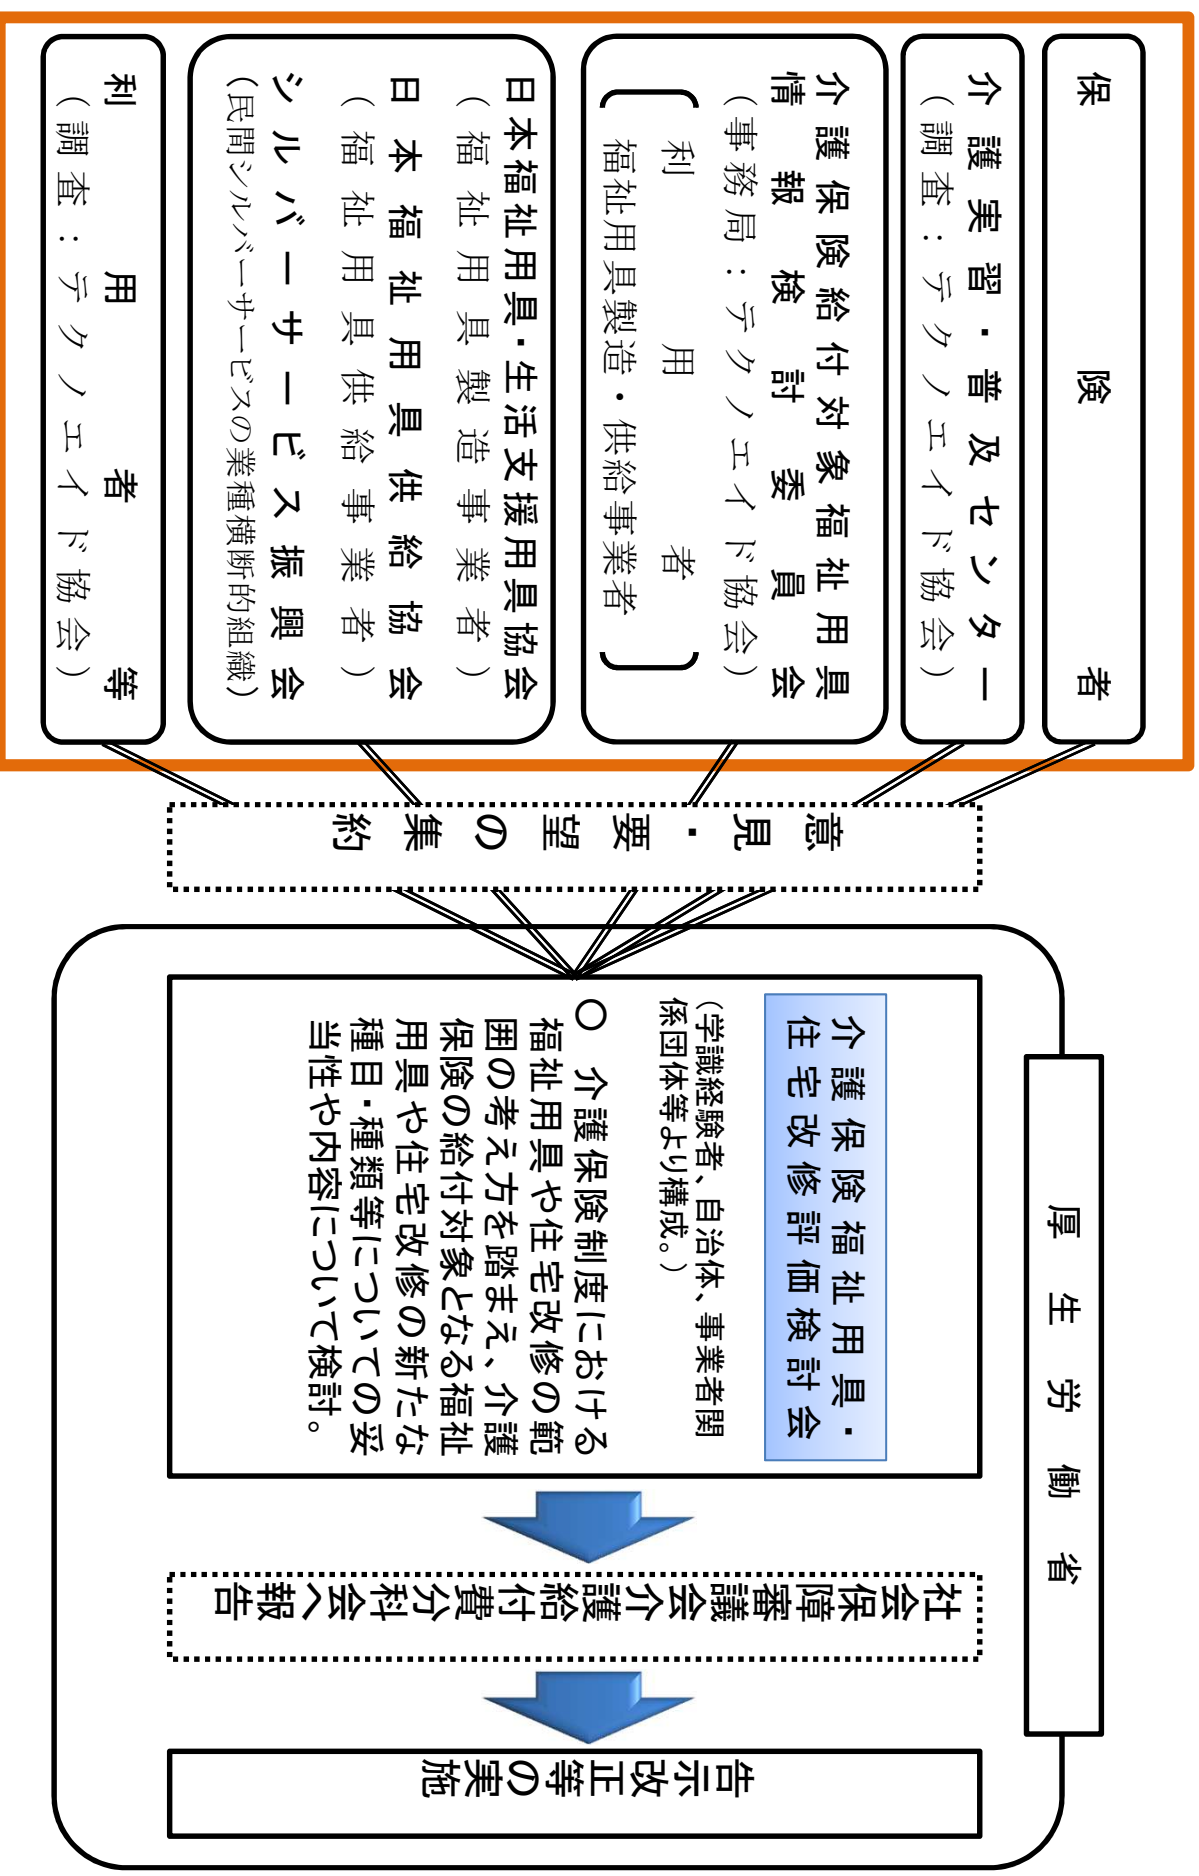 保険者
介護実習・普及センター
（調査：テクノエイド協会）
介護保険給付対象福祉用具
情報検討委員会
（事務局：テクノエイド協会）
利用者
福祉用具製造・供給事業者
日本福祉用具・生活支援用具協会
（福祉用具製造事業者）
日本福祉用具供給協会
（福祉用具供給事業者）
シルバーサービス振興会
（民間シルバーサービスの業種横断的組織）
利用者等
（調査：テクノエイド協会）
意見・要望の集約
厚生労働省
介護保険福祉用具・
住宅改修評価検討会
（学識経験者、自治体、事業者関
係団体等より構成。）
○　介護保険制度における
福祉用具や住宅改修の範
囲の考え方を踏まえ、介護
保険の給付対象となる福祉
用具や住宅改修の新たな
種目・種類等についての妥
当性や内容について検討。
社会保障審議会介護給付費分科会へ報告
告示改正等の実施